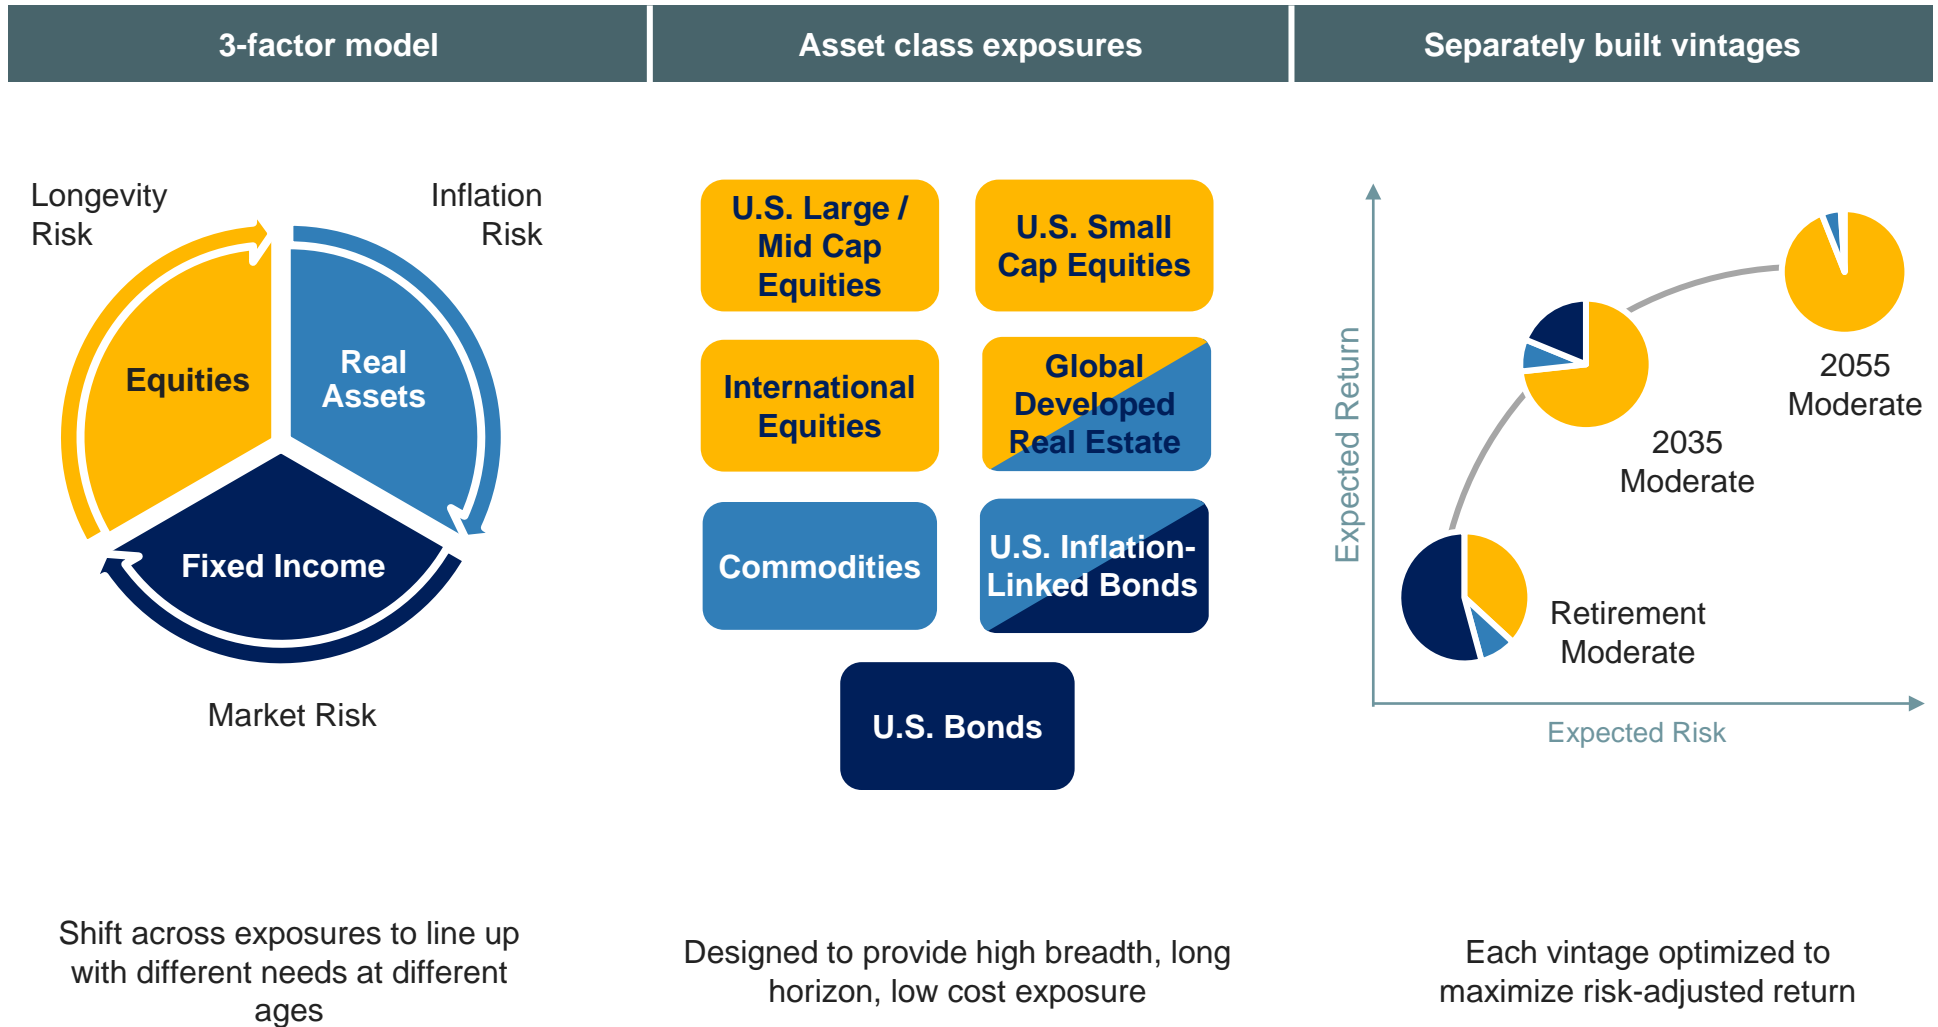 3-factor model
Asset class exposures
Separately built vintages
Longevity
Risk
Inflation
Risk
Equities
Real
Assets
Fixed Income
Market Risk
U.S. Large /
Mid Cap
Equities
U.S. Small
Cap Equities
International
Equities
Global
Developed
Real Estate
Commodities
U.S. Inflation-
Linked Bonds
U.S. Bonds
Expected Return
2055
Moderate
2035
Moderate
Retirement
Moderate
Expected Risk
Shift across exposures to line up
with different needs at different
ages
Designed to provide high breadth, long
horizon, low cost exposure
Each vintage optimized to
maximize risk-adjusted return